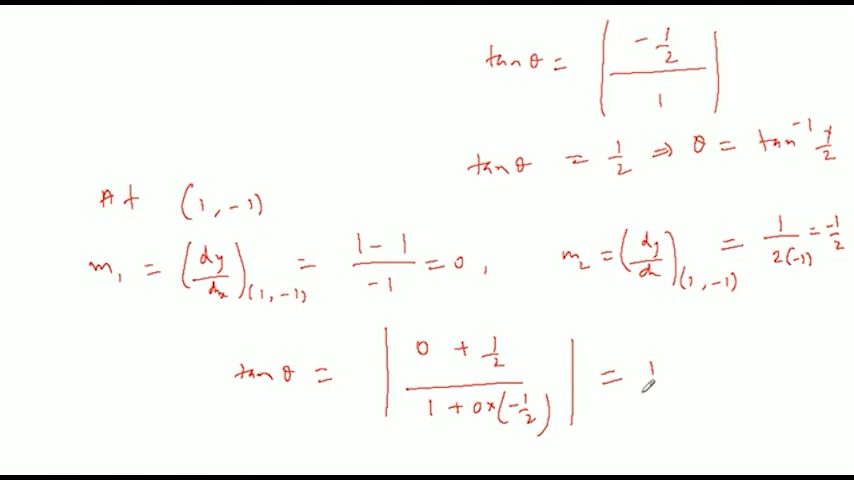 tan θ = | (-1/2) / 1 |
tan θ = 1/2 ⇒ θ = tan⁻¹ 1/2
At (1, -1)
m₁ = (dy/dx)(1, -1) = (1 - 1)/(-1) = 0, m₂ = (dy/dx)(1, -1) = 1/(2(-1)) = -1/2
tan θ = | (0 + 1/2) / (1 + 0×(-1/2)) | = 1